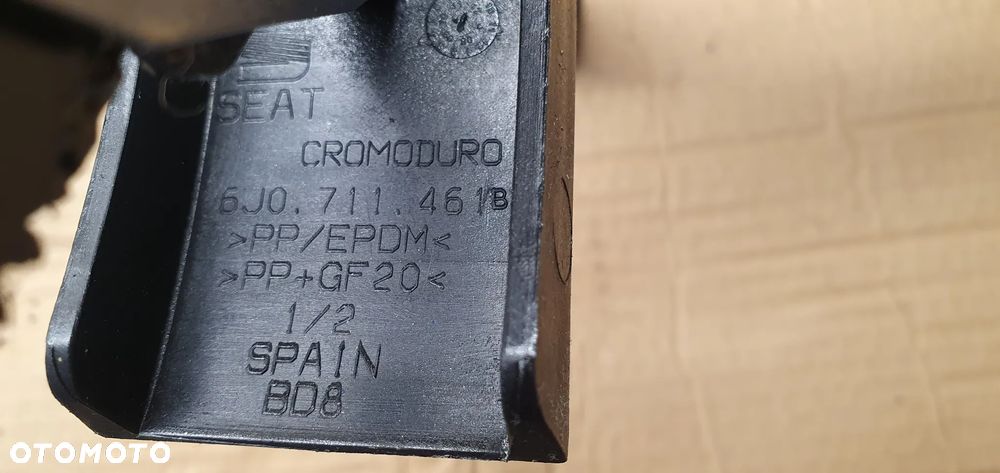 SEAT
CROMODURO
6J0.711.461B
>PP/EPDM<
>PP+GF20<
1/2
SPAIN
BD8
OTOMOTO